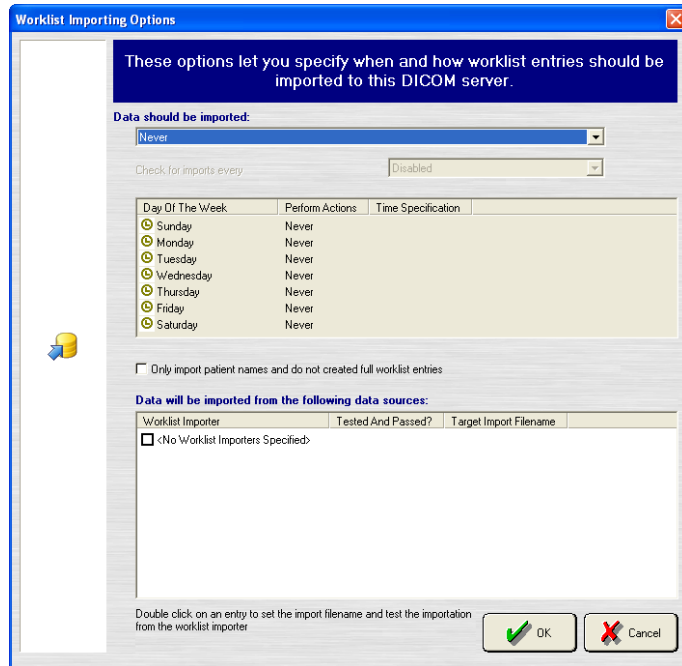 Worklist Importing Options
These options let you specify when and how worklist entries should be
imported to this DICOM server.
Data should be imported:
Never
Check for imports every
Disabled
Day Of The Week Perform Actions Time Specification
Sunday Never
Monday Never
Tuesday Never
Wednesday Never
Thursday Never
Friday Never
Saturday Never
Only import patient names and do not created full worklist entries
Data will be imported from the following data sources:
Worklist Importer Tested And Passed? Target Import Filename
<No Worklist Importers Specified>
Double click on an entry to set the import filename and test the importation
from the worklist importer
OK Cancel